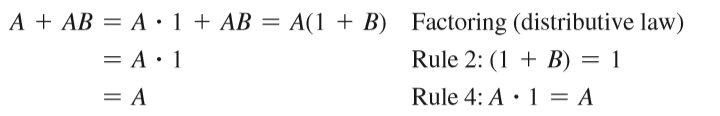 A + AB = A · 1 + AB = A(1 + B) Factoring (distributive law)
= A · 1 Rule 2: (1 + B) = 1
= A Rule 4: A · 1 = A